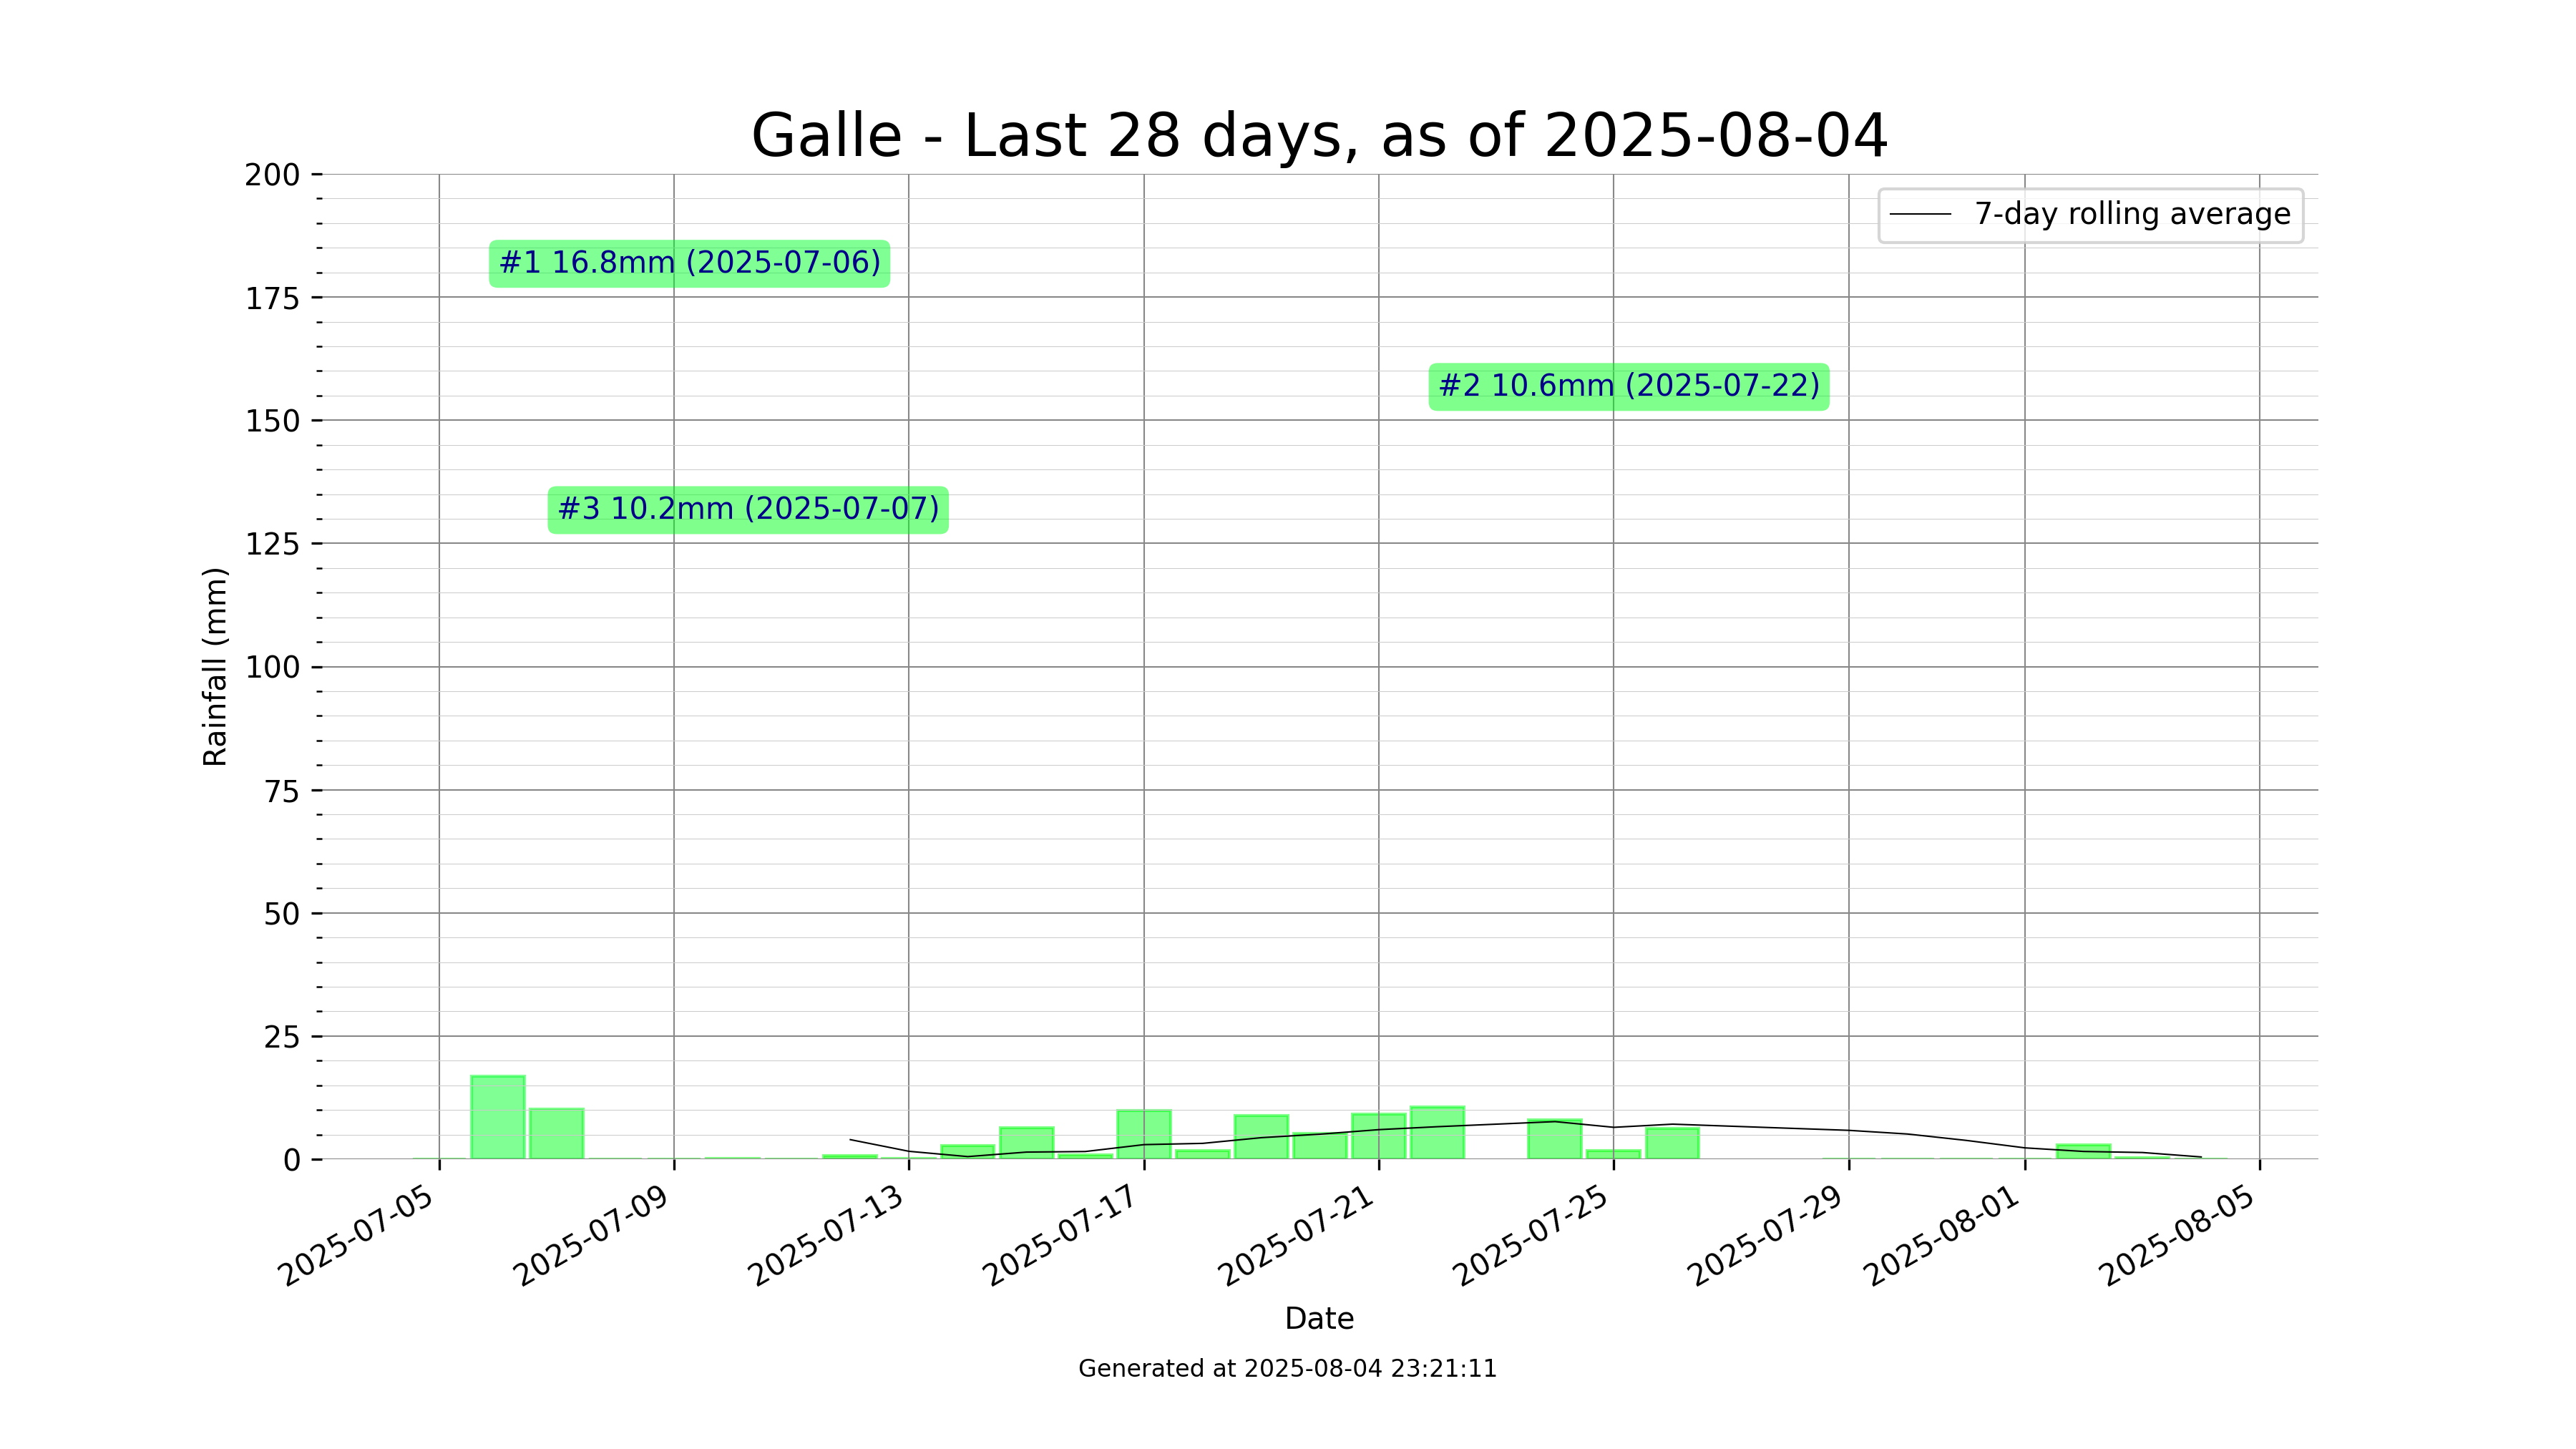 Galle - Last 28 days, as of 2025-08-04
7-day rolling average
#1 16.8mm (2025-07-06)
#2 10.6mm (2025-07-22)
#3 10.2mm (2025-07-07)
Rainfall (mm)
200
175
150
125
100
75
50
25
0
2025-07-05
2025-07-09
2025-07-13
2025-07-17
2025-07-21
2025-07-25
2025-07-29
2025-08-01
2025-08-05
Date
Generated at 2025-08-04 23:21:11